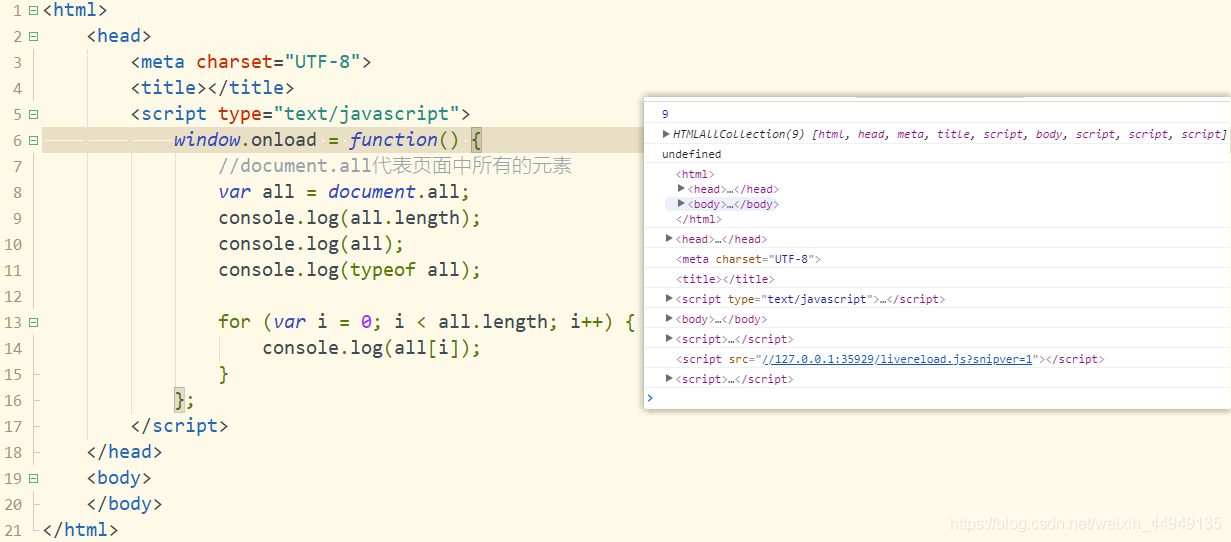 1 <html>
2 <head>
3 <meta charset="UTF-8">
4 <title></title>
5 <script type="text/javascript">
6 window.onload = function() {
7 //document.all代表页面中所有的元素
8 var all = document.all;
9 console.log(all.length);
10 console.log(all);
11 console.log(typeof all);
12
13 for (var i = 0; i < all.length; i++) {
14 console.log(all[i]);
15 }
16 };
17 </script>
18 </head>
19 <body>
20 </body>
21 </html>
9
HTMLAllCollection(9) [html, head, meta, title, script, body, script, script, script]
undefined
<html>
<head>…</head>
<body>…</body>
</html>
<head>…</head>
<meta charset="UTF-8">
<title></title>
<script type="text/javascript">…</script>
<body>…</body>
<script>…</script>
<script src="//127.0.0.1:35929/livereload.js?snipver=1"></script>
<script>…</script>
https://blog.csdn.net/weixin_44949135